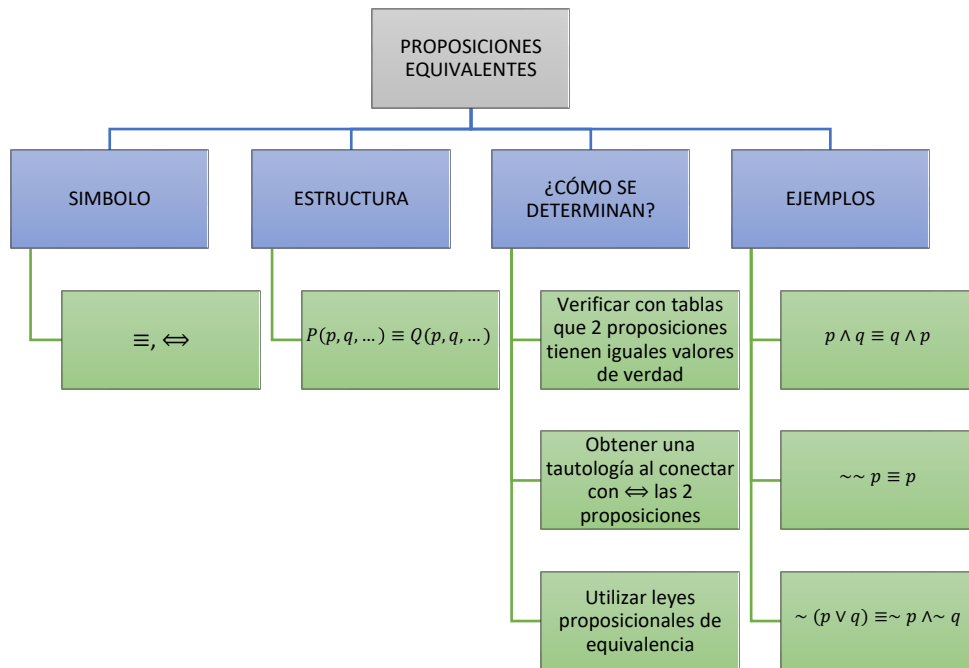 PROPOSICIONES
EQUIVALENTES
SIMBOLO
≡, ⟺
ESTRUCTURA
P(p, q, …) ≡ Q(p, q, …)
¿CÓMO SE
DETERMINAN?
Verificar con tablas
que 2 proposiciones
tienen iguales valores
de verdad
Obtener una
tautología al conectar
con ⟺ las 2
proposiciones
Utilizar leyes
proposionales de
equivalencia
EJEMPLOS
p ∧ q ≡ q ∧ p
~~ p ≡ p
~ (p ∨ q) ≡~ p ∧~ q